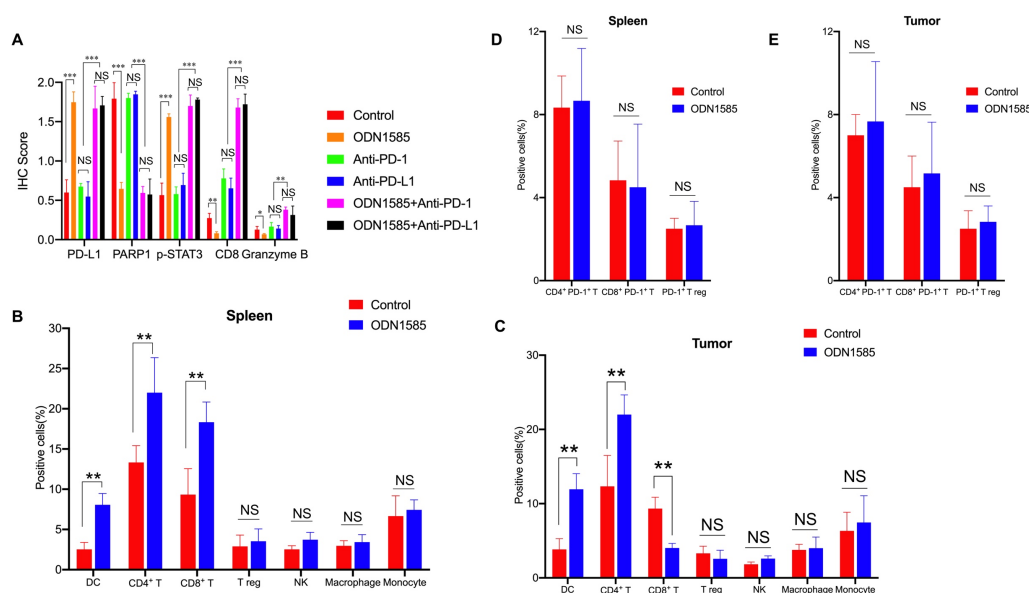 A
IHC Score
2.0
1.5
1.0
0.5
0.0
*** *** *** *** *** *** ** * **
NS NS NS NS NS NS NS NS NS NS
PD-L1 PARP1 p-STAT3 CD8 Granzyme B
Control
ODN1585
Anti-PD-1
Anti-PD-L1
ODN1585+Anti-PD-1
ODN1585+Anti-PD-L1
D
Spleen
Control
ODN1585
Positive cells(%)
12
8
4
0
NS NS NS
CD4⁺ PD-1⁺ T CD8⁺ PD-1⁺ T PD-1⁺ T reg
E
Tumor
Control
ODN1585
Positive cells(%)
12
8
4
0
NS NS NS
CD4⁺ PD-1⁺ T CD8⁺ PD-1⁺ T PD-1⁺ T reg
B
Spleen
Control
ODN1585
Positive cells(%)
30
25
20
15
10
5
0
** ** ** NS NS NS NS
DC CD4⁺ T CD8⁺ T T reg NK Macrophage Monocyte
C
Tumor
Control
ODN1585
Positive cells(%)
30
20
10
0
** ** ** NS NS NS NS
DC CD4⁺ T CD8⁺ T T reg NK Macrophage Monocyte